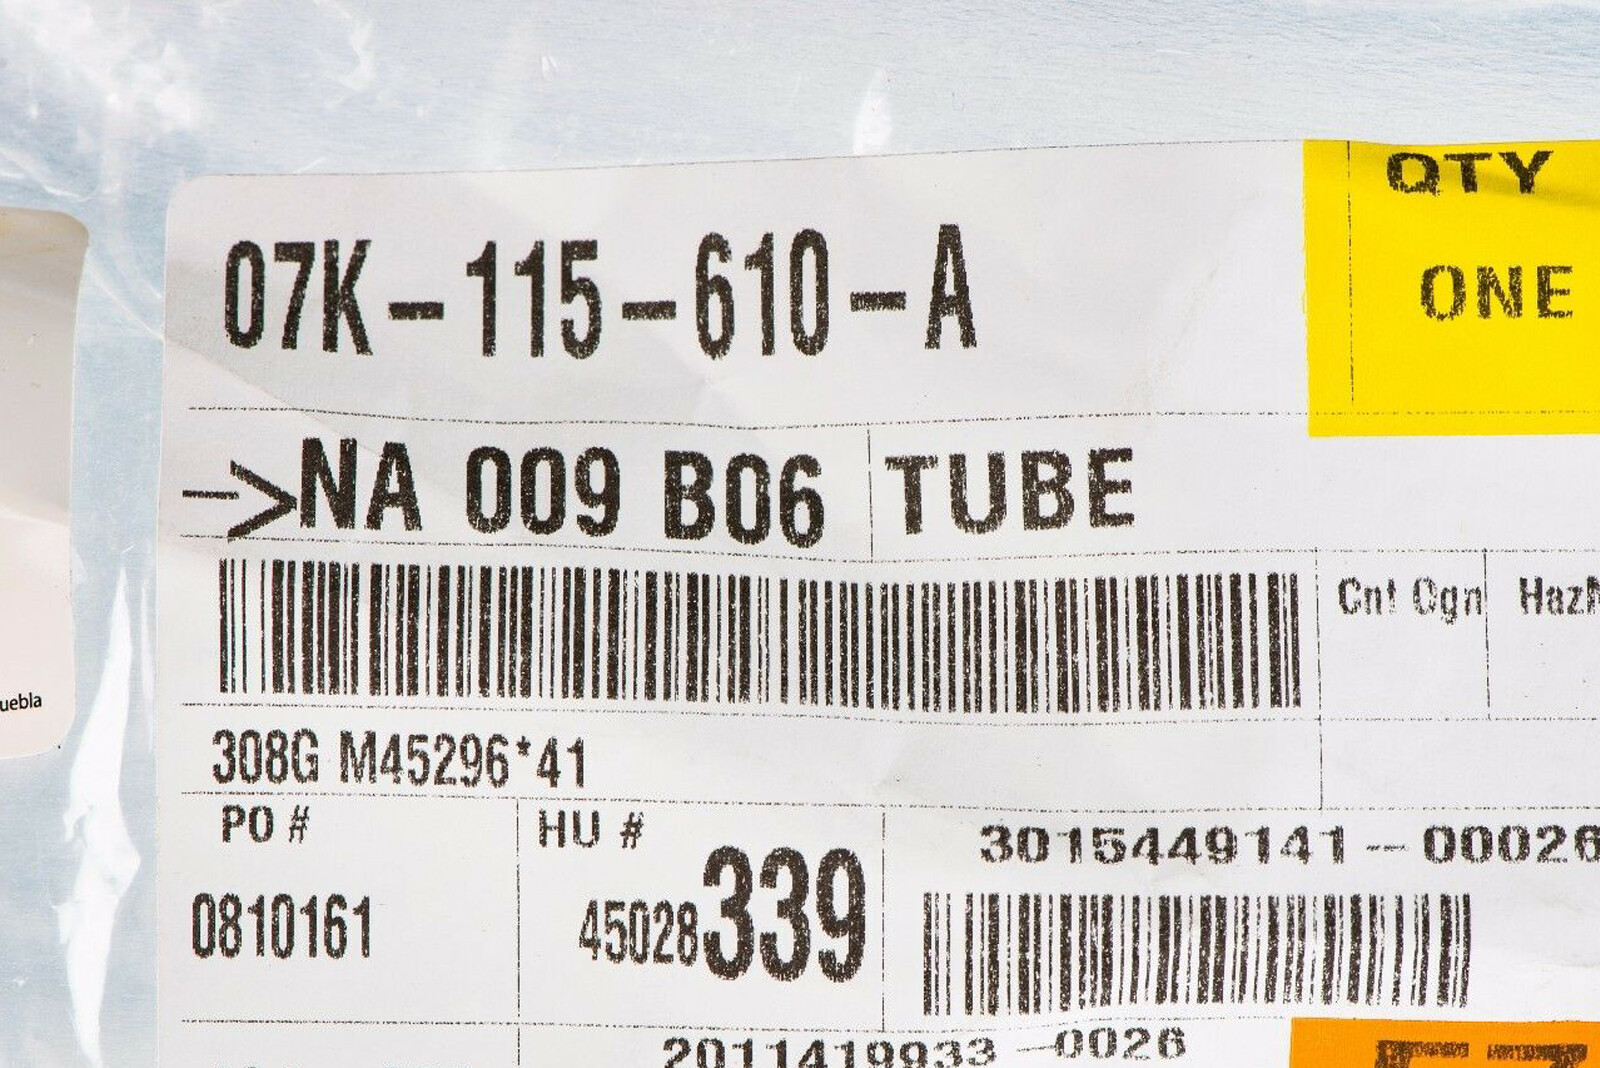 07K-115-610-A
QTY
ONE
->NA 009 B06
TUBE
Cnt Ogn
308G M45296*41
PO #
0810161
HU #
45028339
3015449141-00026
2011419933-0026
uebla